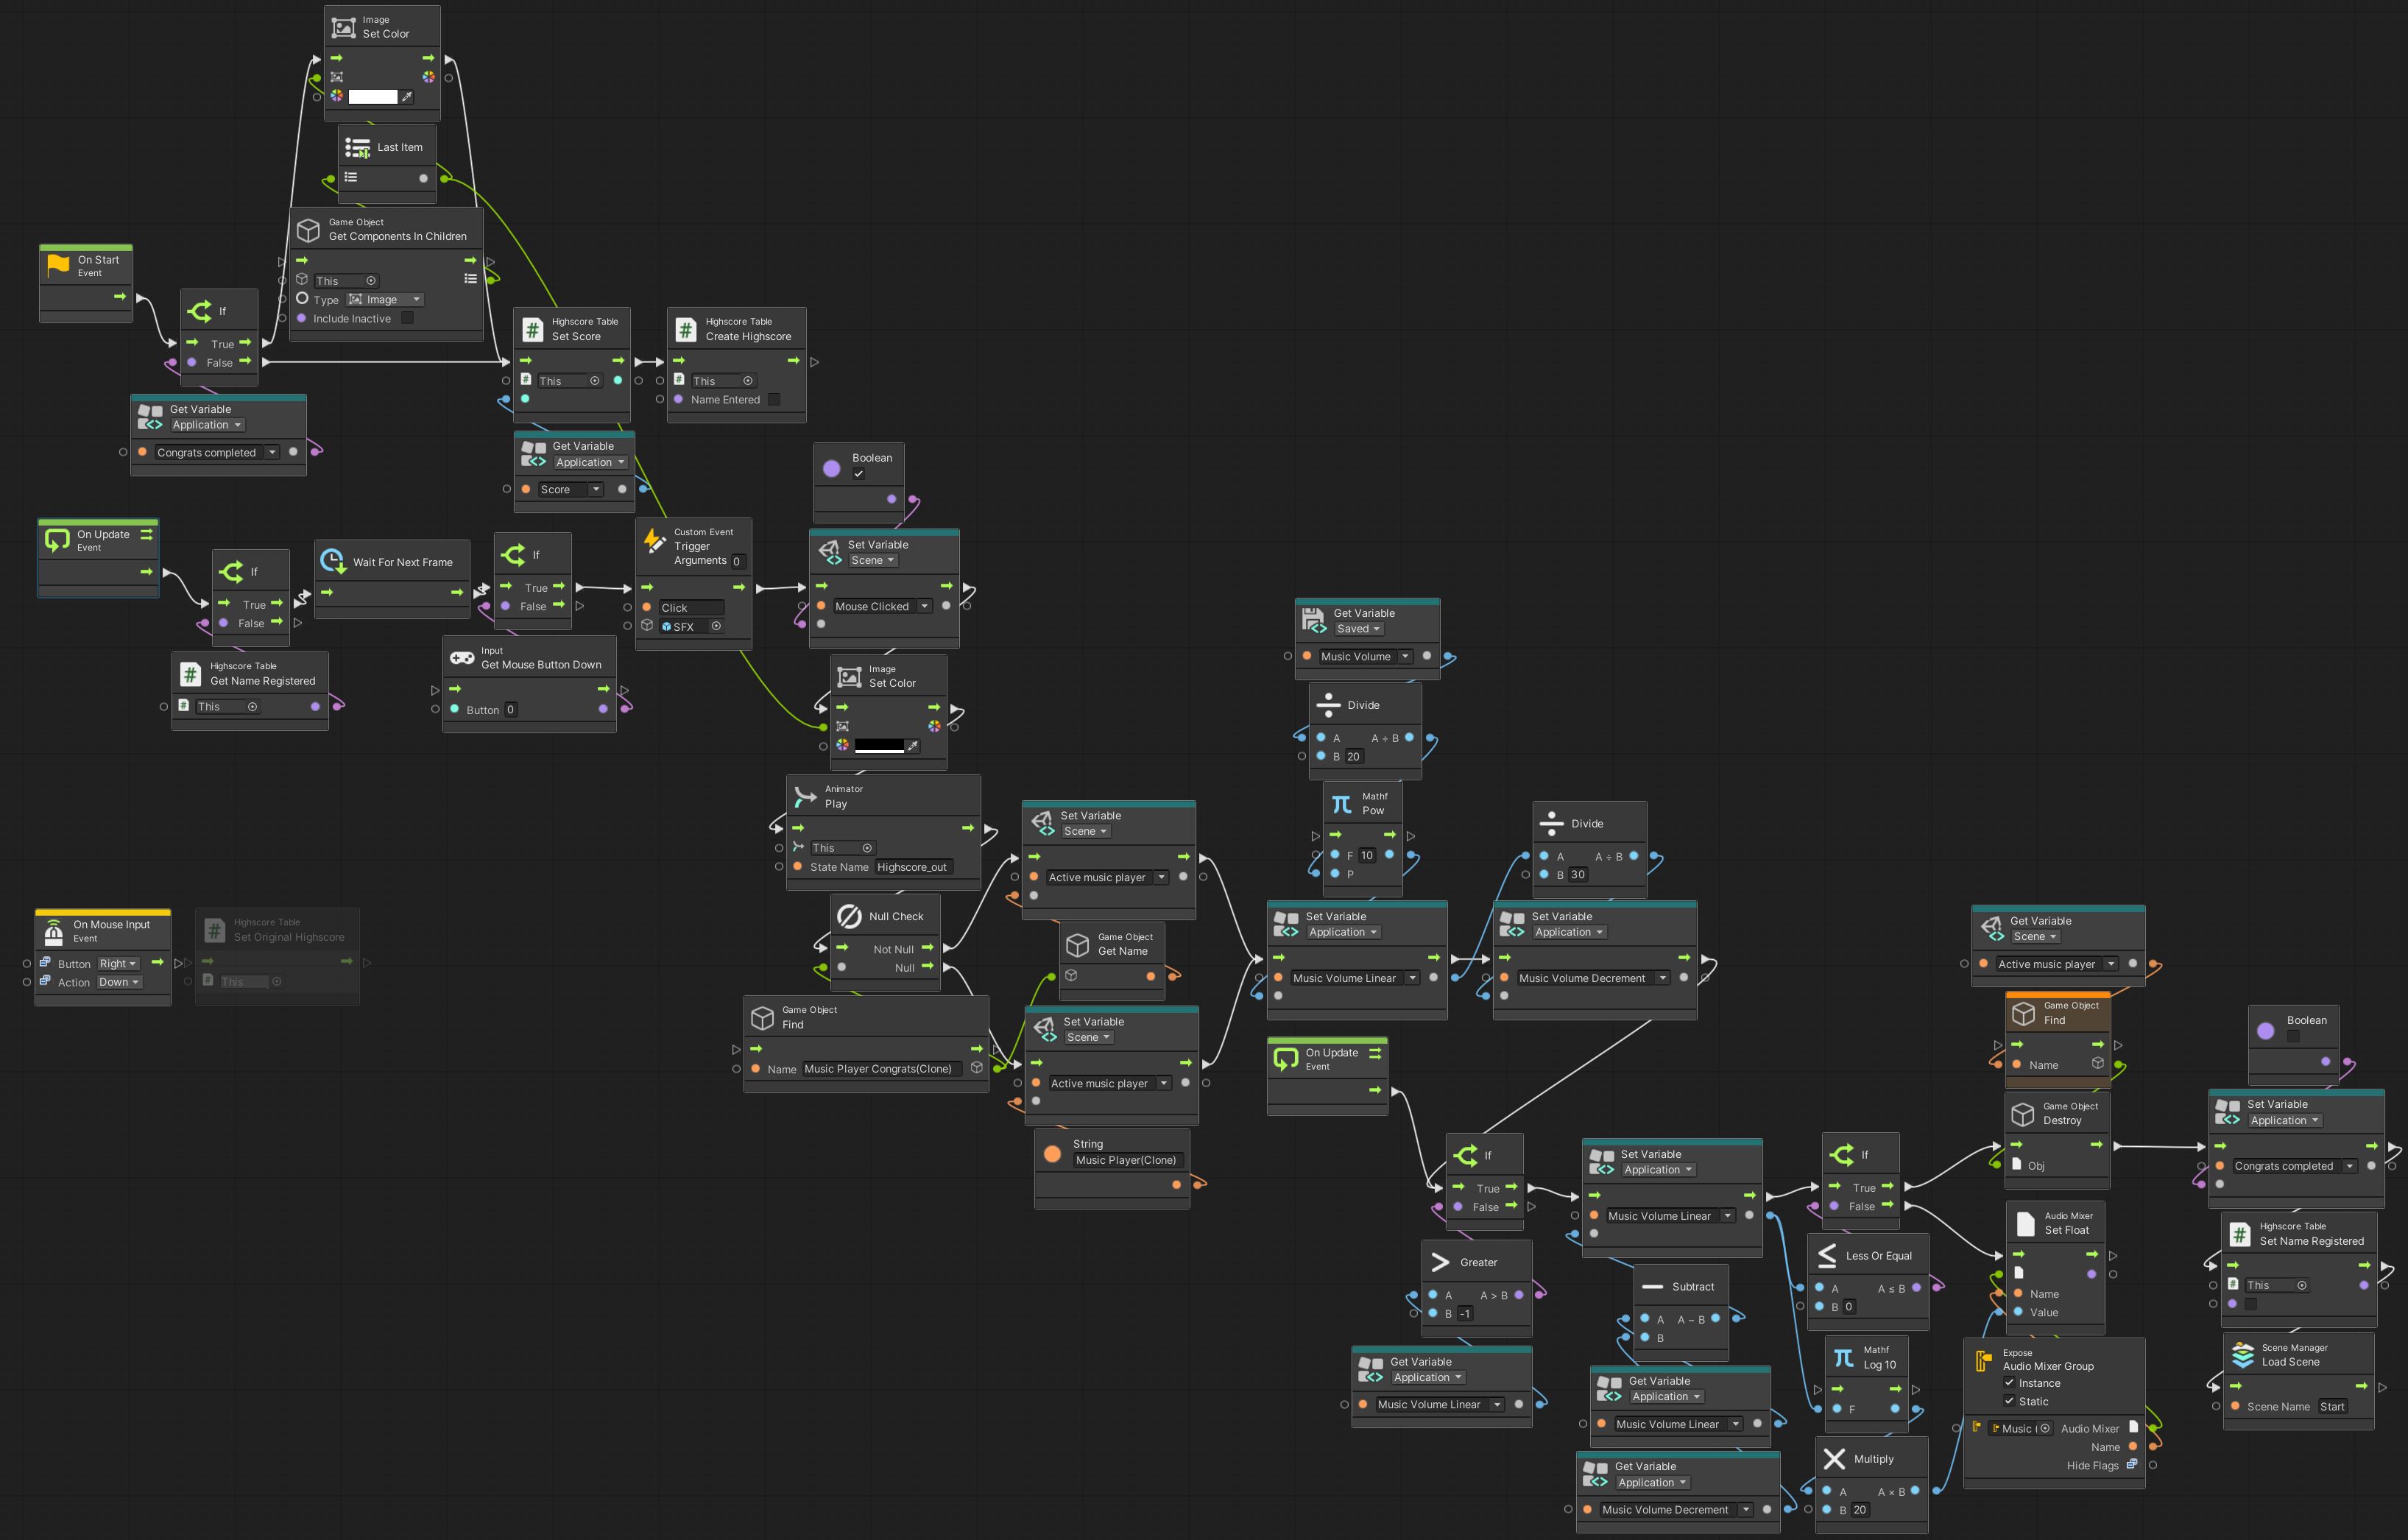 Image
Set Color
Last Item
Game Object
Get Components In Children
This
Type Image
Include Inactive
On Start
Event
If
True
False
Get Variable
Application
Congrats completed
Highscore Table
Set Score
This
Highscore Table
Create Highscore
This
Name Entered
Get Variable
Application
Score
On Update
Event
If
True
False
Highscore Table
Get Name Registered
This
Wait For Next Frame
If
True
False
Input
Get Mouse Button Down
Button 0
Custom Event
Trigger
Arguments 0
Click
SFX
Boolean
Set Variable
Scene
Mouse Clicked
Image
Set Color
Animator
Play
This
State Name Highscore_out
Null Check
Not Null
Null
Game Object
Find
Name Music Player Congrats(Clone)
On Mouse Input
Event
Button Right
Action Down
Highscore Table
Set Original Highscore
This
Set Variable
Scene
Active music player
Game Object
Get Name
Set Variable
Scene
Active music player
String
Music Player(Clone)
Get Variable
Saved
Music Volume
Divide
A A ÷ B
B 20
Mathf
Pow
F 10
P
Set Variable
Application
Music Volume Linear
Divide
A A ÷ B
B 30
Set Variable
Application
Music Volume Decrement
On Update
Event
If
True
False
Greater
A A > B
B -1
Get Variable
Application
Music Volume Linear
Set Variable
Application
Music Volume Linear
Subtract
A A − B
B
Get Variable
Application
Music Volume Linear
Get Variable
Application
Music Volume Decrement
If
True
False
Less Or Equal
A A ≤ B
B 0
Mathf
Log 10
F
Multiply
A A × B
B 20
Get Variable
Scene
Active music player
Game Object
Find
Name
Game Object
Destroy
Obj
Audio Mixer
Set Float
Name
Value
Expose
Audio Mixer Group
Instance
Static
Music Audio Mixer
Name
Hide Flags
Boolean
Set Variable
Application
Congrats completed
Highscore Table
Set Name Registered
This
Scene Manager
Load Scene
Scene Name Start